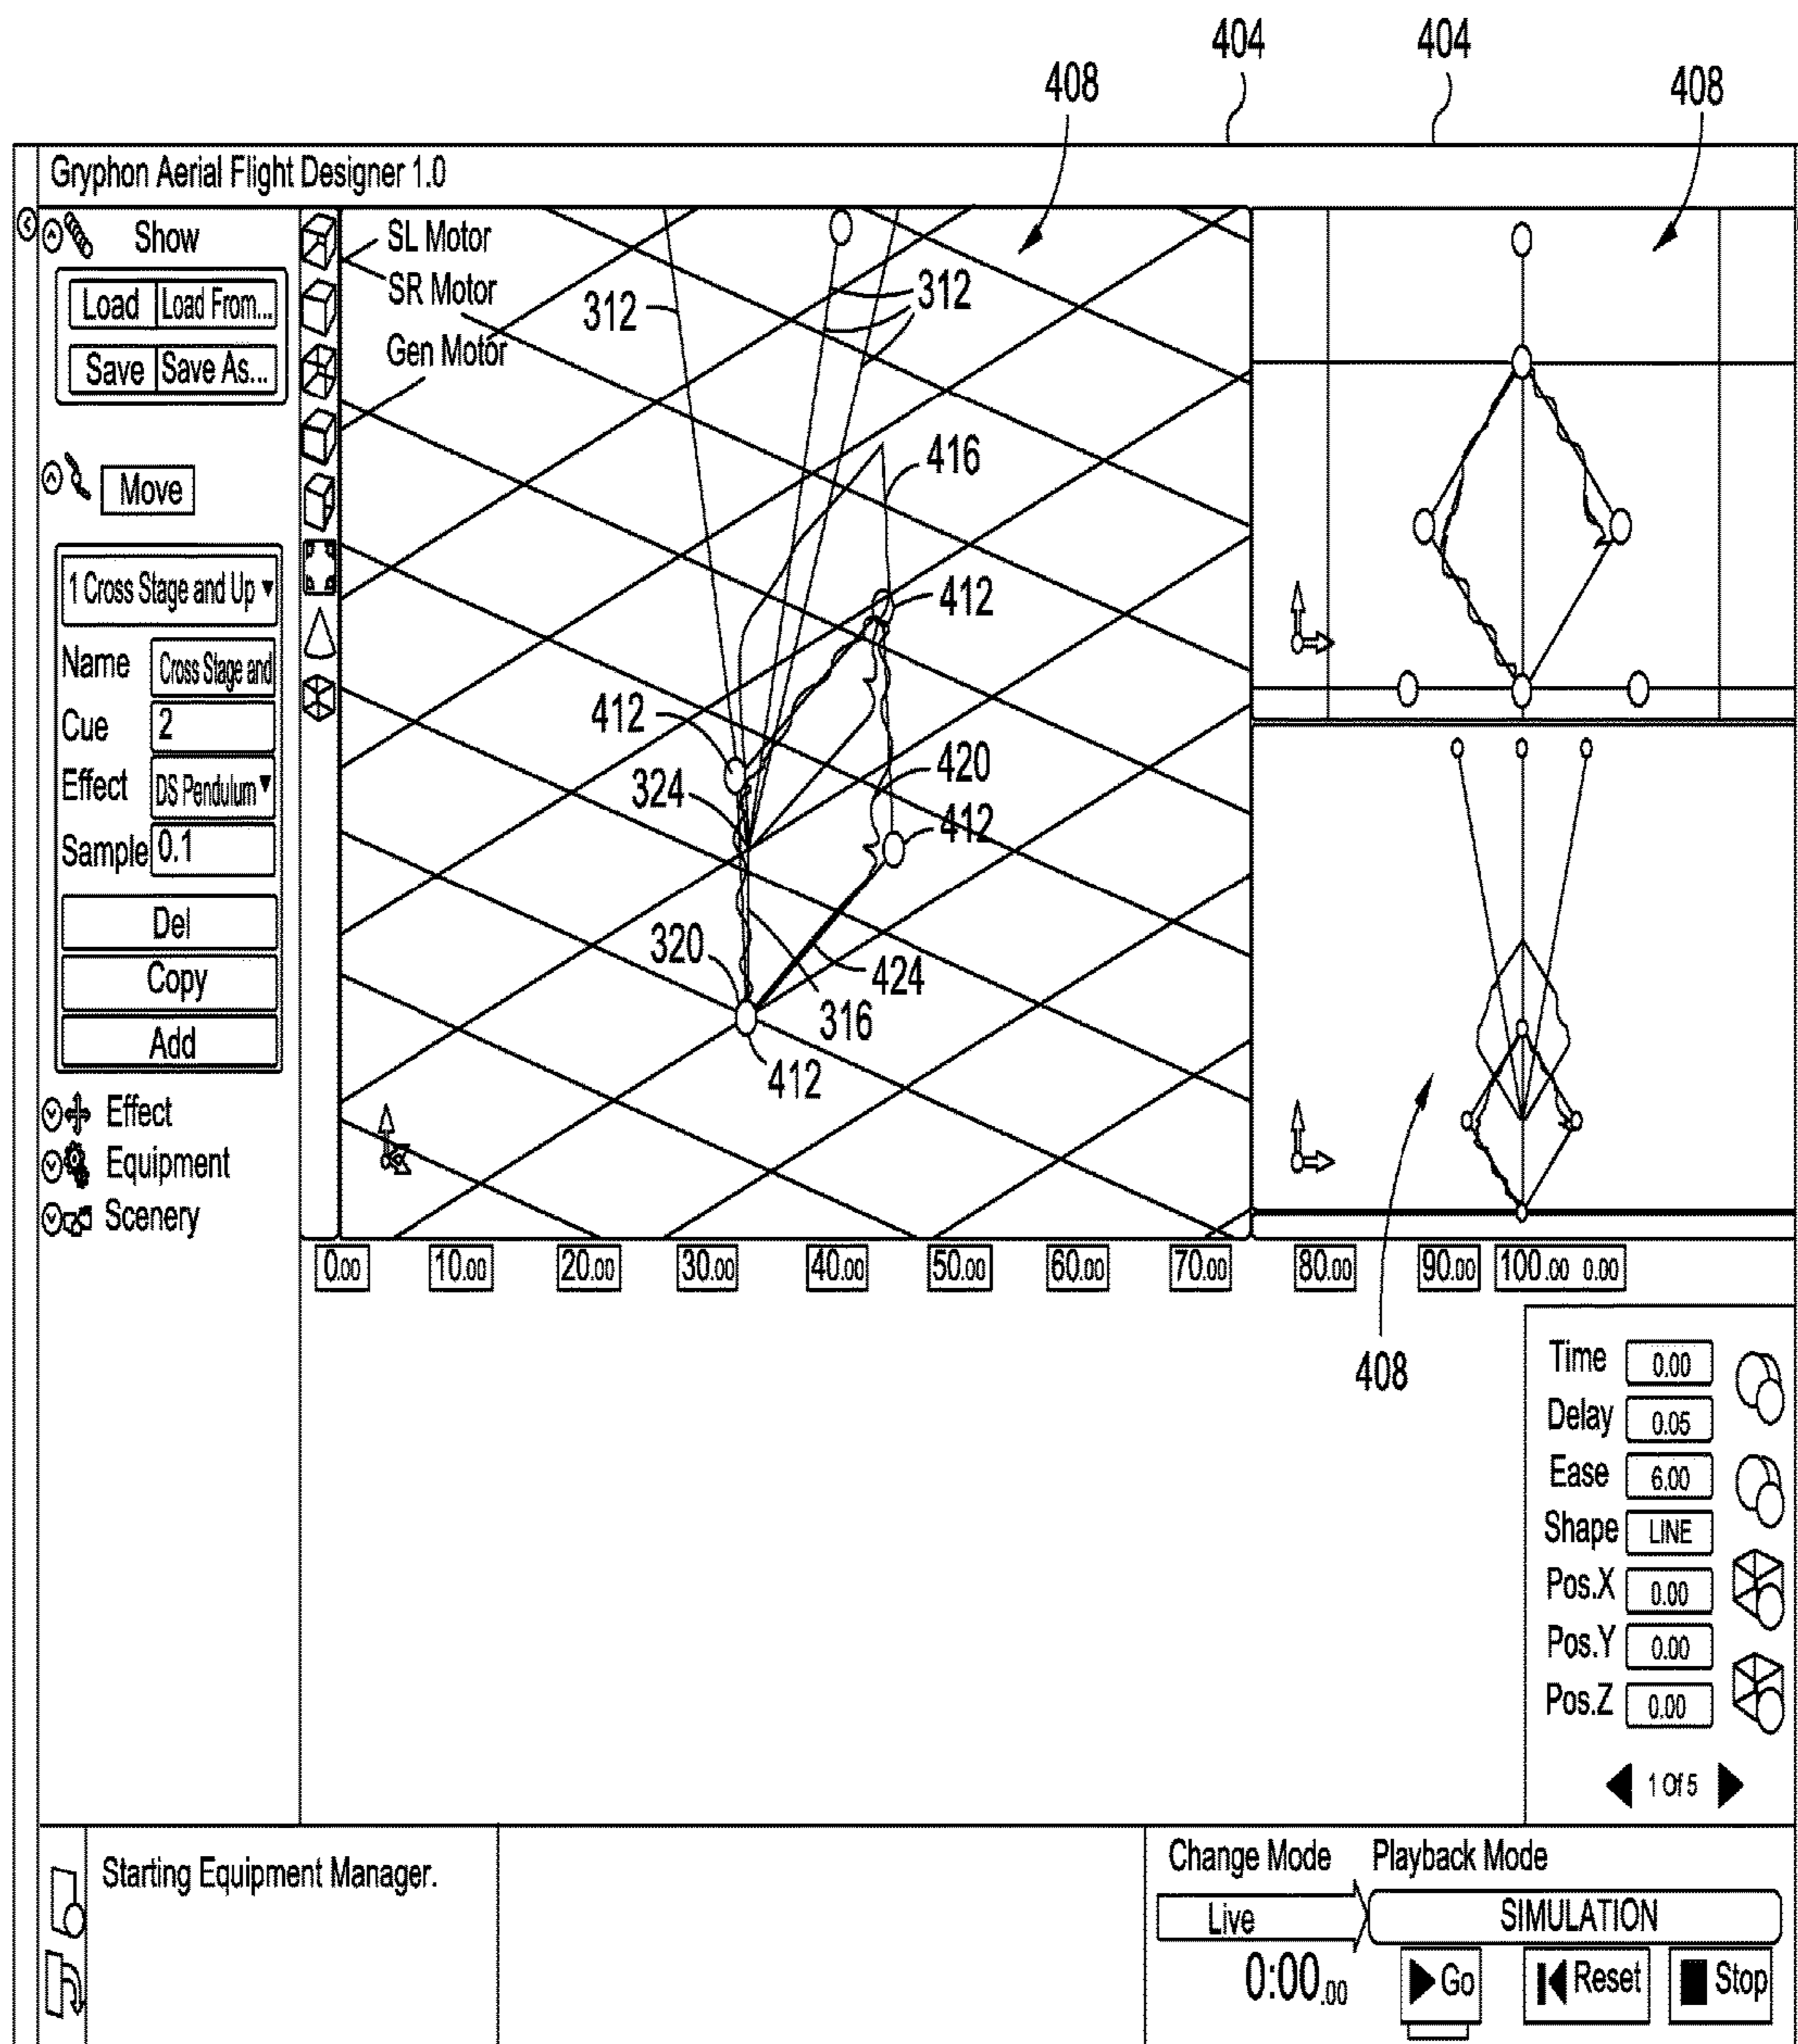 404 404
408 408
Gryphon Aerial Flight Designer 1.0
Show
Load Load From...
Save Save As...
Move
1 Cross Stage and Up ▼
Name Cross Stage and
Cue 2
Effect DS Pendulum ▼
Sample 0.1
Del
Copy
Add
Effect
Equipment
Scenery
SL Motor
SR Motor
Gen Motor
312 312
416
412
412
324 420
412
320 424
316
412
0.00 10.00 20.00 30.00 40.00 50.00 60.00 70.00 80.00 90.00 100.00 0.00
408
Time 0.00
Delay 0.05
Ease 6.00
Shape LINE
Pos.X 0.00
Pos.Y 0.00
Pos.Z 0.00
1 Of 5
Starting Equipment Manager.
Change Mode Playback Mode
Live SIMULATION
0:00.00 Go Reset Stop